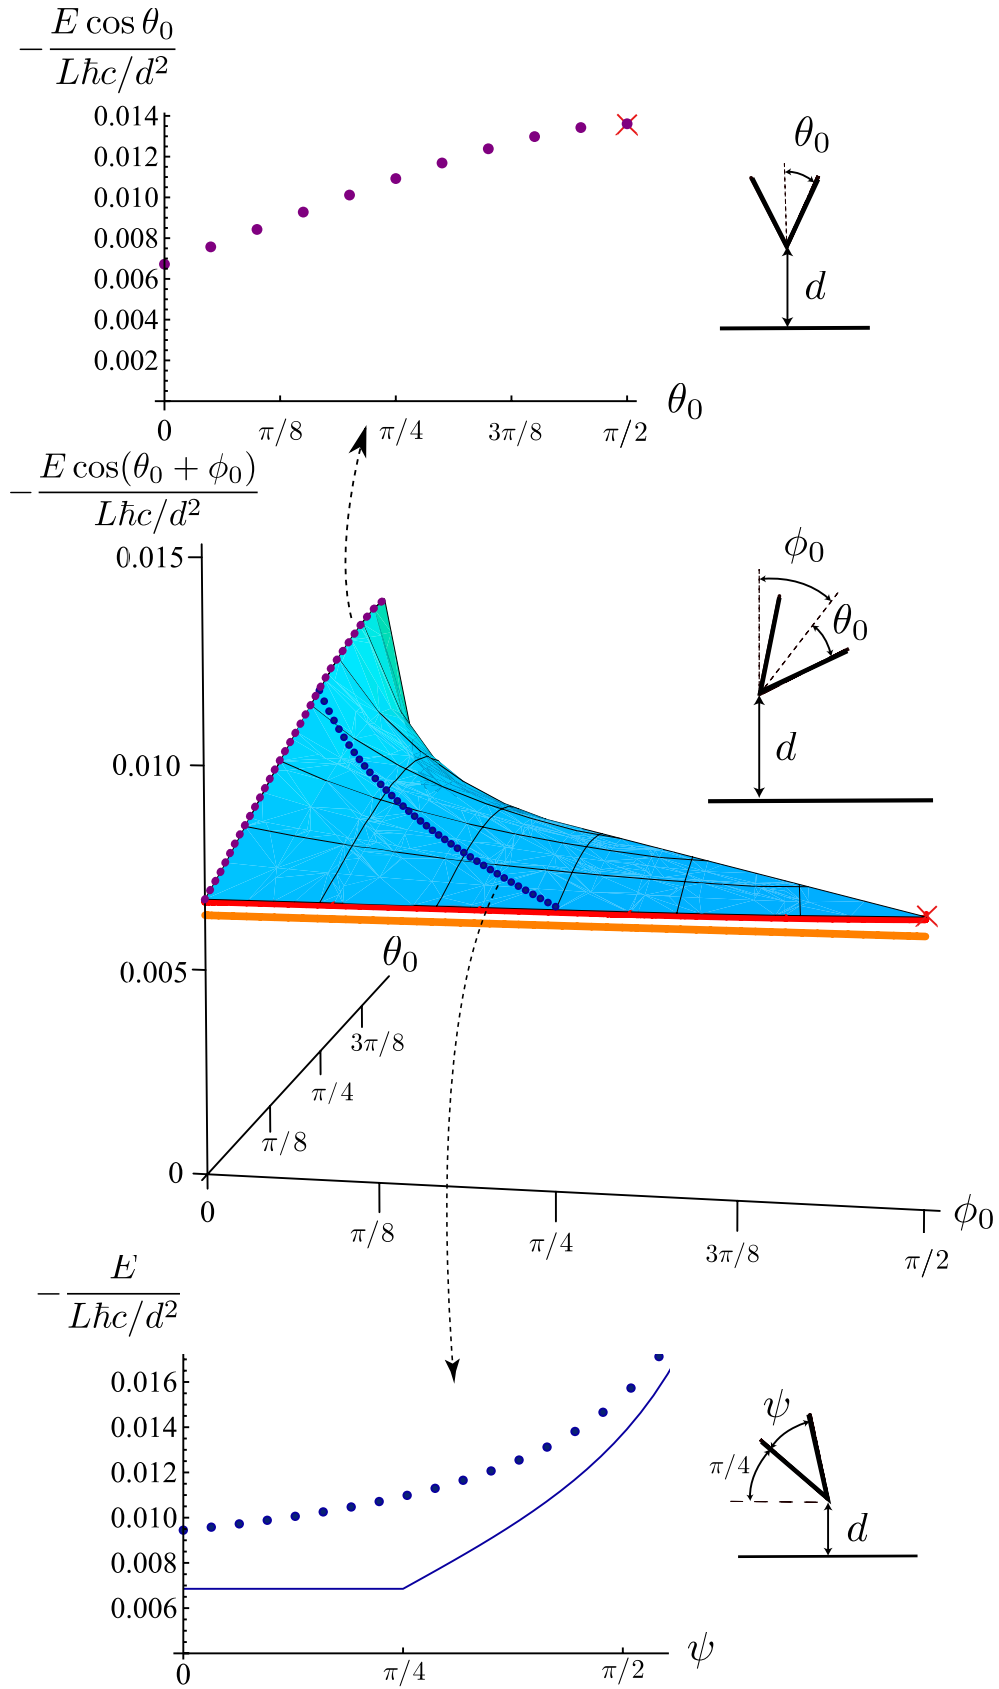 − E cos θ₀ / Lħc/d²
0.014
0.012
0.010
0.008
0.006
0.004
0.002
0 π/8 π/4 3π/8 π/2 θ₀
θ₀
d
− E cos(θ₀ + ϕ₀) / Lħc/d²
0.015
0.010
0.005
0
θ₀
3π/8
π/4
π/8
0 π/8 π/4 3π/8 π/2 ϕ₀
ϕ₀
θ₀
d
− E / Lħc/d²
0.016
0.014
0.012
0.010
0.008
0.006
0 π/4 π/2 ψ
ψ
π/4
d